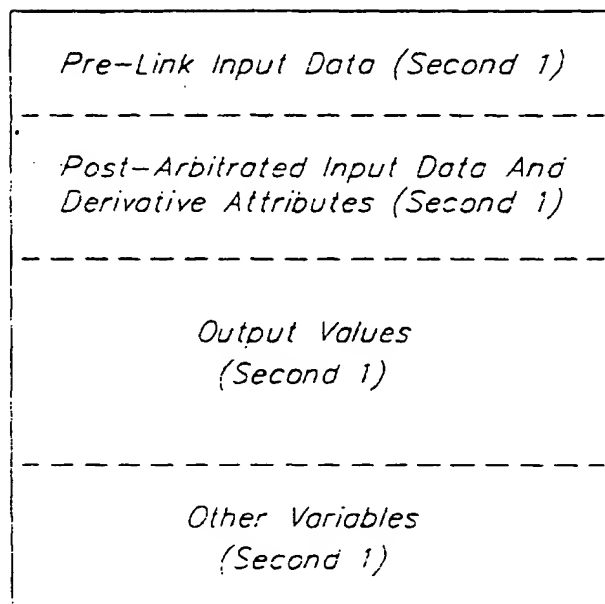 Pre-Link Input Data (Second 1)
Post-Arbitrated Input Data And
Derivative Attributes (Second 1)
Output Values
(Second 1)
Other Variables
(Second 1)